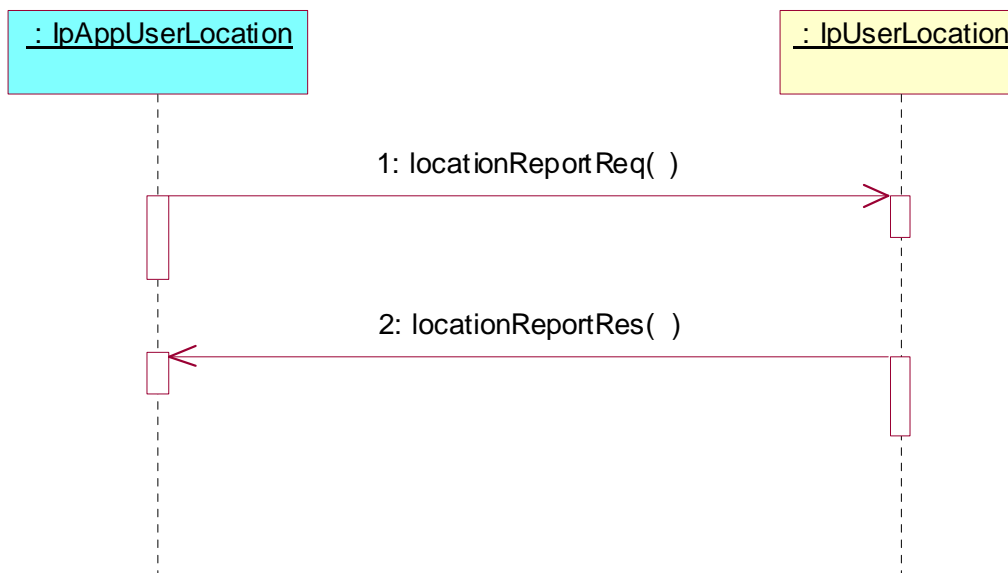 : IpAppUserLocation
: IpUserLocation
1: locationReportReq( )
2: locationReportRes( )